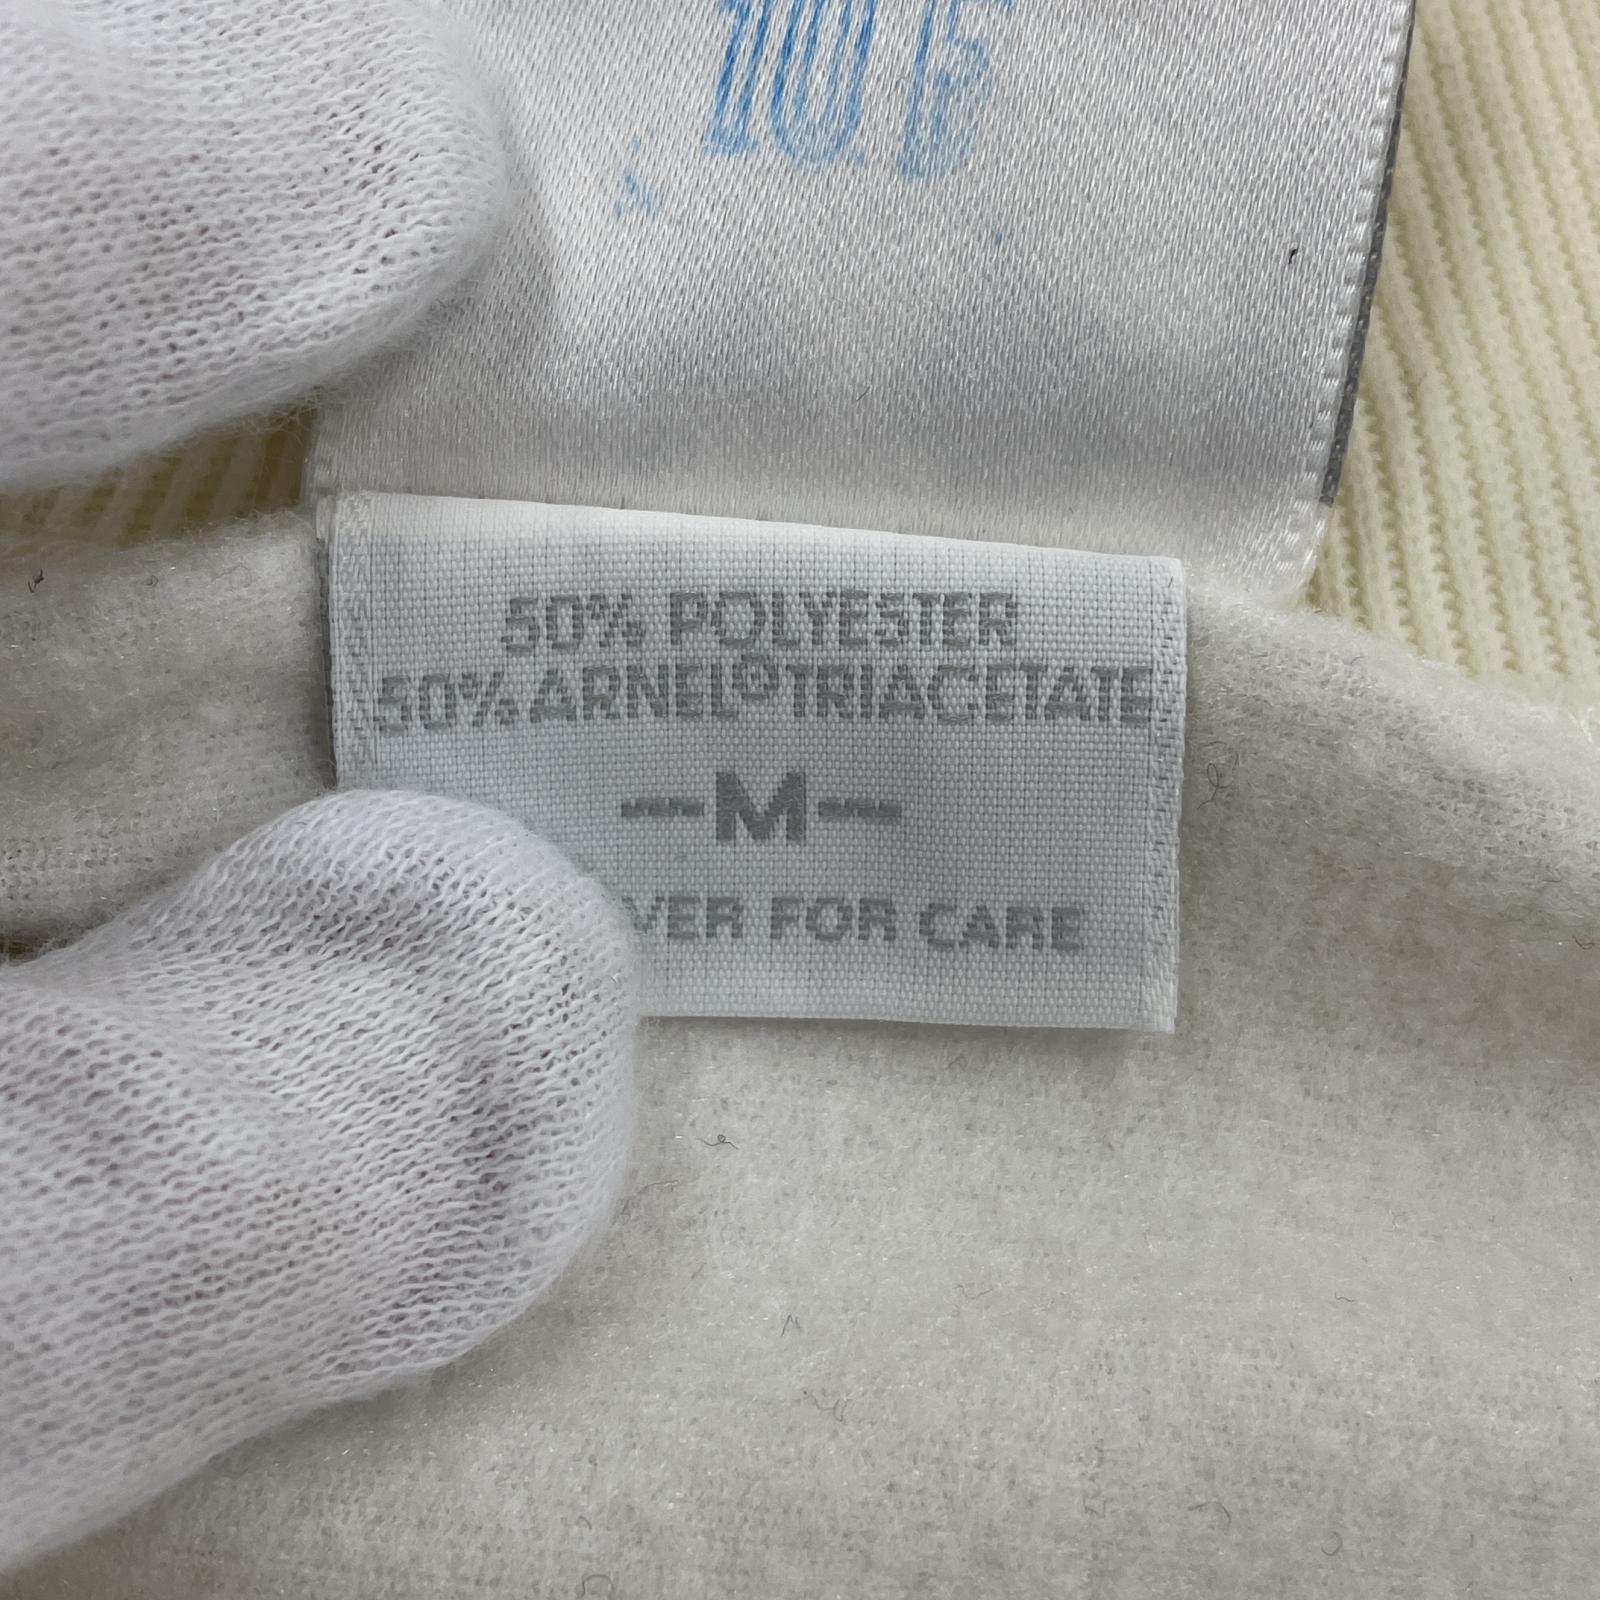 50% POLYESTER
50% ARNEL® TRIACETATE
-M-
VER FOR CARE